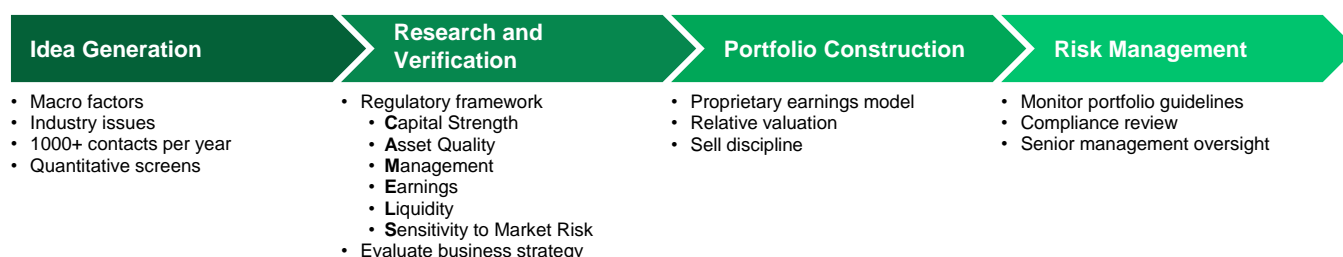 Idea Generation
• Macro factors
• Industry issues
• 1000+ contacts per year
• Quantitative screens
Research and
Verification
• Regulatory framework
• Capital Strength
• Asset Quality
• Management
• Earnings
• Liquidity
• Sensitivity to Market Risk
• Evaluate business strategy
Portfolio Construction
• Proprietary earnings model
• Relative valuation
• Sell discipline
Risk Management
• Monitor portfolio guidelines
• Compliance review
• Senior management oversight